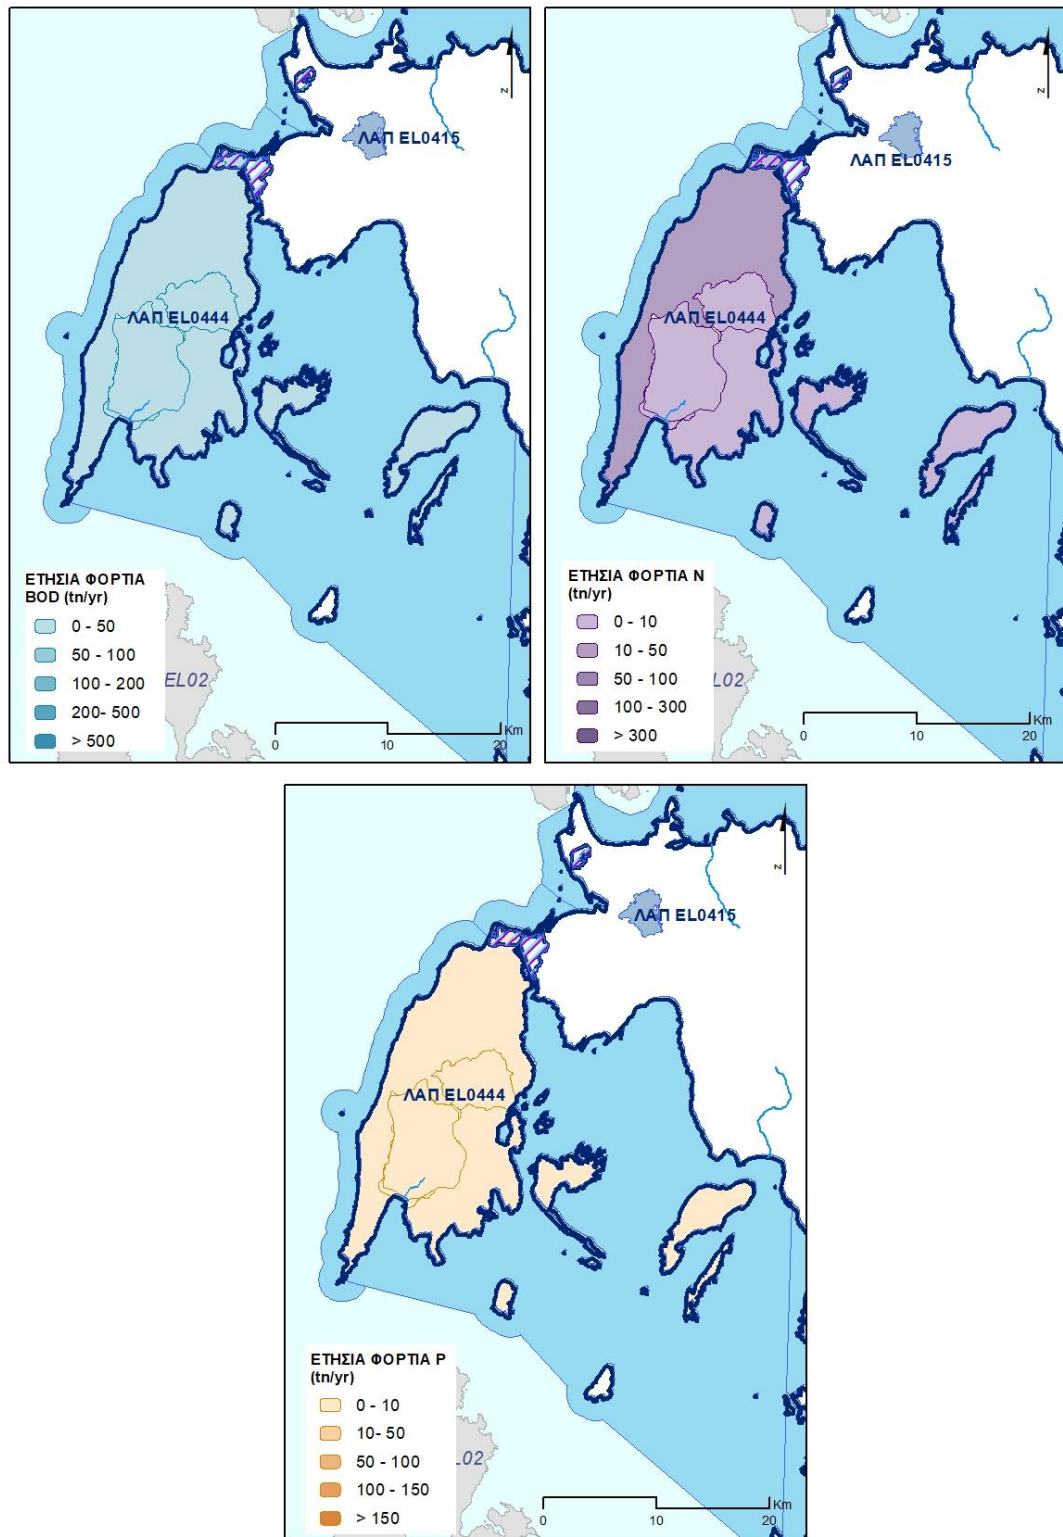 z
ΛΑΠ EL0415
ΛΑΠ EL0444
ΕΤΗΣΙΑ ΦΟΡΤΙΑ
BOD (tn/yr)
0 - 50
50 - 100
100 - 200
200- 500
> 500
EL02
Km
0 10 20
z
ΛΑΠ EL0415
ΛΑΠ EL0444
ΕΤΗΣΙΑ ΦΟΡΤΙΑ N
(tn/yr)
0 - 10
10 - 50
50 - 100
100 - 300
> 300
L02
Km
0 10 20
z
ΛΑΠ EL0415
ΛΑΠ EL0444
ΕΤΗΣΙΑ ΦΟΡΤΙΑ P
(tn/yr)
0 - 10
10- 50
50 - 100
100 - 150
> 150
L02
Km
0 10 20